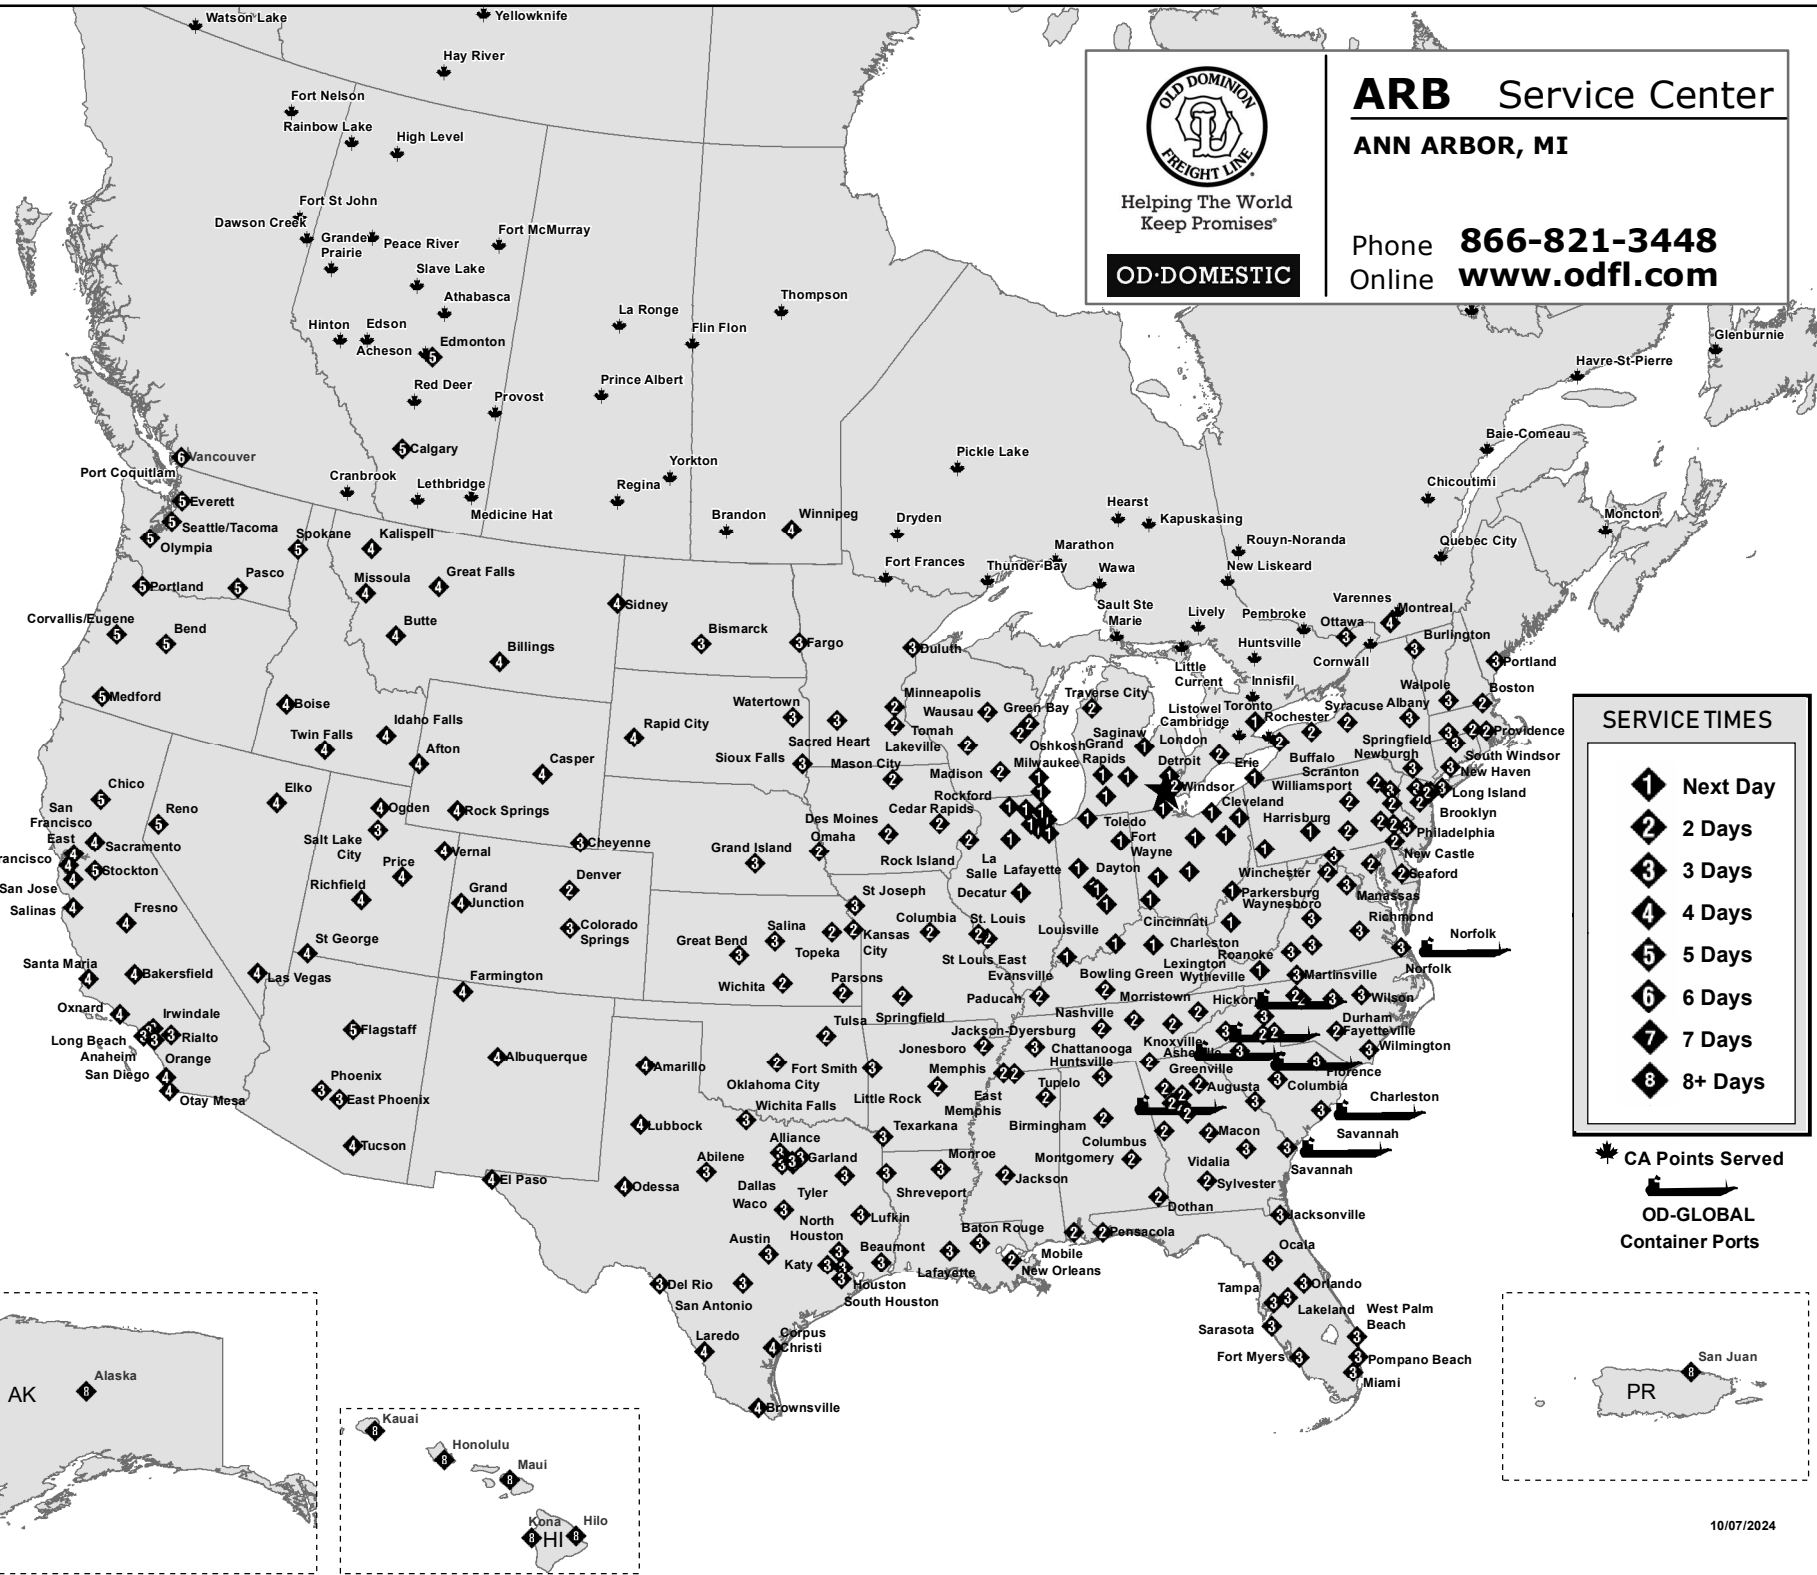 Watson Lake
Yellowknife
Hay River
Fort Nelson
Rainbow Lake
High Level
Fort St John
Dawson Creek
Grande
Prairie
Peace River
Fort McMurray
Slave Lake
Athabasca
Hinton
Edson
Acheson
Edmonton
Red Deer
Provost
La Ronge
Thompson
Flin Flon
Prince Albert
Calgary
Vancouver
Port Coquitlam
Cranbrook
Lethbridge
Medicine Hat
Regina
Yorkton
Brandon
Winnipeg
Pickle Lake
Dryden
Fort Frances
Thunder Bay
Hearst
Kapuskasing
Marathon
Wawa
Rouyn-Noranda
New Liskeard
Sault Ste
Marie
Lively
Pembroke
Huntsville
Little
Current
Innisfil
Ottawa
Cornwall
Varennes
Montreal
Quebec City
Chicoutimi
Baie-Comeau
Havre-St-Pierre
Glenburnie
Moncton
OLD DOMINION
FREIGHT LINE
Helping The World
Keep Promises
OD·DOMESTIC
ARB Service Center
ANN ARBOR, MI
Phone 866-821-3448
Online www.odfl.com
Everett
Seattle/Tacoma
Olympia
Spokane
Kalispell
Portland
Pasco
Missoula
Great Falls
Sidney
Corvallis/Eugene
Bend
Butte
Billings
Bismarck
Fargo
Duluth
Medford
Boise
Idaho Falls
Twin Falls
Afton
Casper
Rapid City
Watertown
Sacred Heart
Sioux Falls
Minneapolis
Wausau
Green Bay
Tomah
Lakeville
Oshkosh
Mason City
Madison
Milwaukee
Rockford
Cedar Rapids
Des Moines
Omaha
Rock Island
La
Salle
Lafayette
Decatur
Traverse City
Saginaw
Grand
Rapids
Detroit
Windsor
Listowel
Cambridge
Toronto
London
Rochester
Syracuse
Albany
Walpole
Boston
Burlington
Portland
Buffalo
Erie
Springfield
Newburgh
Providence
South Windsor
New Haven
Scranton
Williamsport
Long Island
Brooklyn
Cleveland
Harrisburg
Philadelphia
Toledo
Fort
Wayne
New Castle
Dayton
Winchester
Seaford
Parkersburg
Waynesboro
Manassas
Richmond
Cincinnati
Louisville
Charleston
Lexington
Roanoke
Norfolk
Norfolk
Evansville
Bowling Green
Wytheville
Martinsville
Paducah
Morristown
Hickory
Wilson
Nashville
Durham
Fayetteville
Jackson-Dyersburg
Knoxville
Chattanooga
Asheville
Wilmington
Jonesboro
Huntsville
Greenville
Florence
Memphis
East
Memphis
Tupelo
Augusta
Columbia
Charleston
Birmingham
Macon
Savannah
Savannah
Columbus
Montgomery
Vidalia
Sylvester
Jackson
Dothan
Jacksonville
Pensacola
Mobile
New Orleans
Baton Rouge
Lafayette
Ocala
Tampa
Orlando
Lakeland
West Palm
Beach
Sarasota
Fort Myers
Pompano Beach
Miami
Chico
San
Francisco
East
Reno
Elko
Ogden
Salt Lake
City
Rock Springs
Cheyenne
Grand Island
Sacramento
rancisco
Stockton
San Jose
Salinas
Fresno
Vernal
Price
Richfield
Grand
Junction
Denver
Colorado
Springs
St Joseph
Salina
Topeka
Kansas
City
Columbia
St. Louis
St Louis East
Great Bend
St George
Santa Maria
Bakersfield
Las Vegas
Farmington
Wichita
Parsons
Springfield
Tulsa
Oxnard
Irwindale
Rialto
Long Beach
Anaheim
Orange
San Diego
Otay Mesa
Flagstaff
Albuquerque
Amarillo
Oklahoma City
Fort Smith
Little Rock
Phoenix
East Phoenix
Wichita Falls
Lubbock
Texarkana
Tucson
El Paso
Odessa
Abilene
Alliance
Garland
Dallas
Monroe
Tyler
Shreveport
Waco
Lufkin
North
Houston
Austin
Katy
Beaumont
Houston
South Houston
Del Rio
San Antonio
Laredo
Corpus
Christi
Brownsville
SERVICE TIMES
1 Next Day
2 2 Days
3 3 Days
4 4 Days
5 5 Days
6 6 Days
7 7 Days
8 8+ Days
CA Points Served
OD-GLOBAL
Container Ports
AK
Alaska
Kauai
Honolulu
Maui
Kona
Hilo
HI
San Juan
PR
10/07/2024